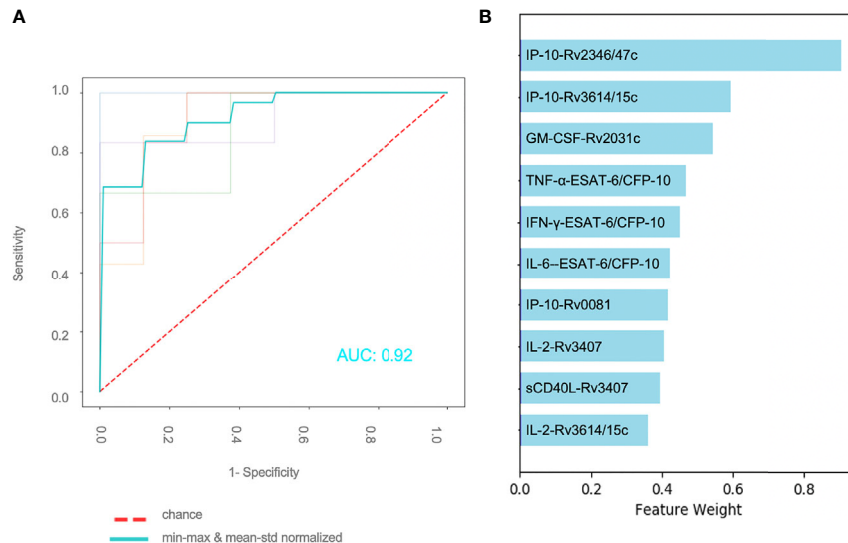 A
1.0
0.8
0.6
0.4
0.2
0.0
Sensitivity
AUC: 0.92
0.0
0.2
0.4
0.6
0.8
1.0
1- Specificity
chance
min-max & mean-std normalized
B
IP-10-Rv2346/47c
IP-10-Rv3614/15c
GM-CSF-Rv2031c
TNF-α-ESAT-6/CFP-10
IFN-γ-ESAT-6/CFP-10
IL-6--ESAT-6/CFP-10
IP-10-Rv0081
IL-2-Rv3407
sCD40L-Rv3407
IL-2-Rv3614/15c
0.0 0.2 0.4 0.6 0.8
Feature Weight